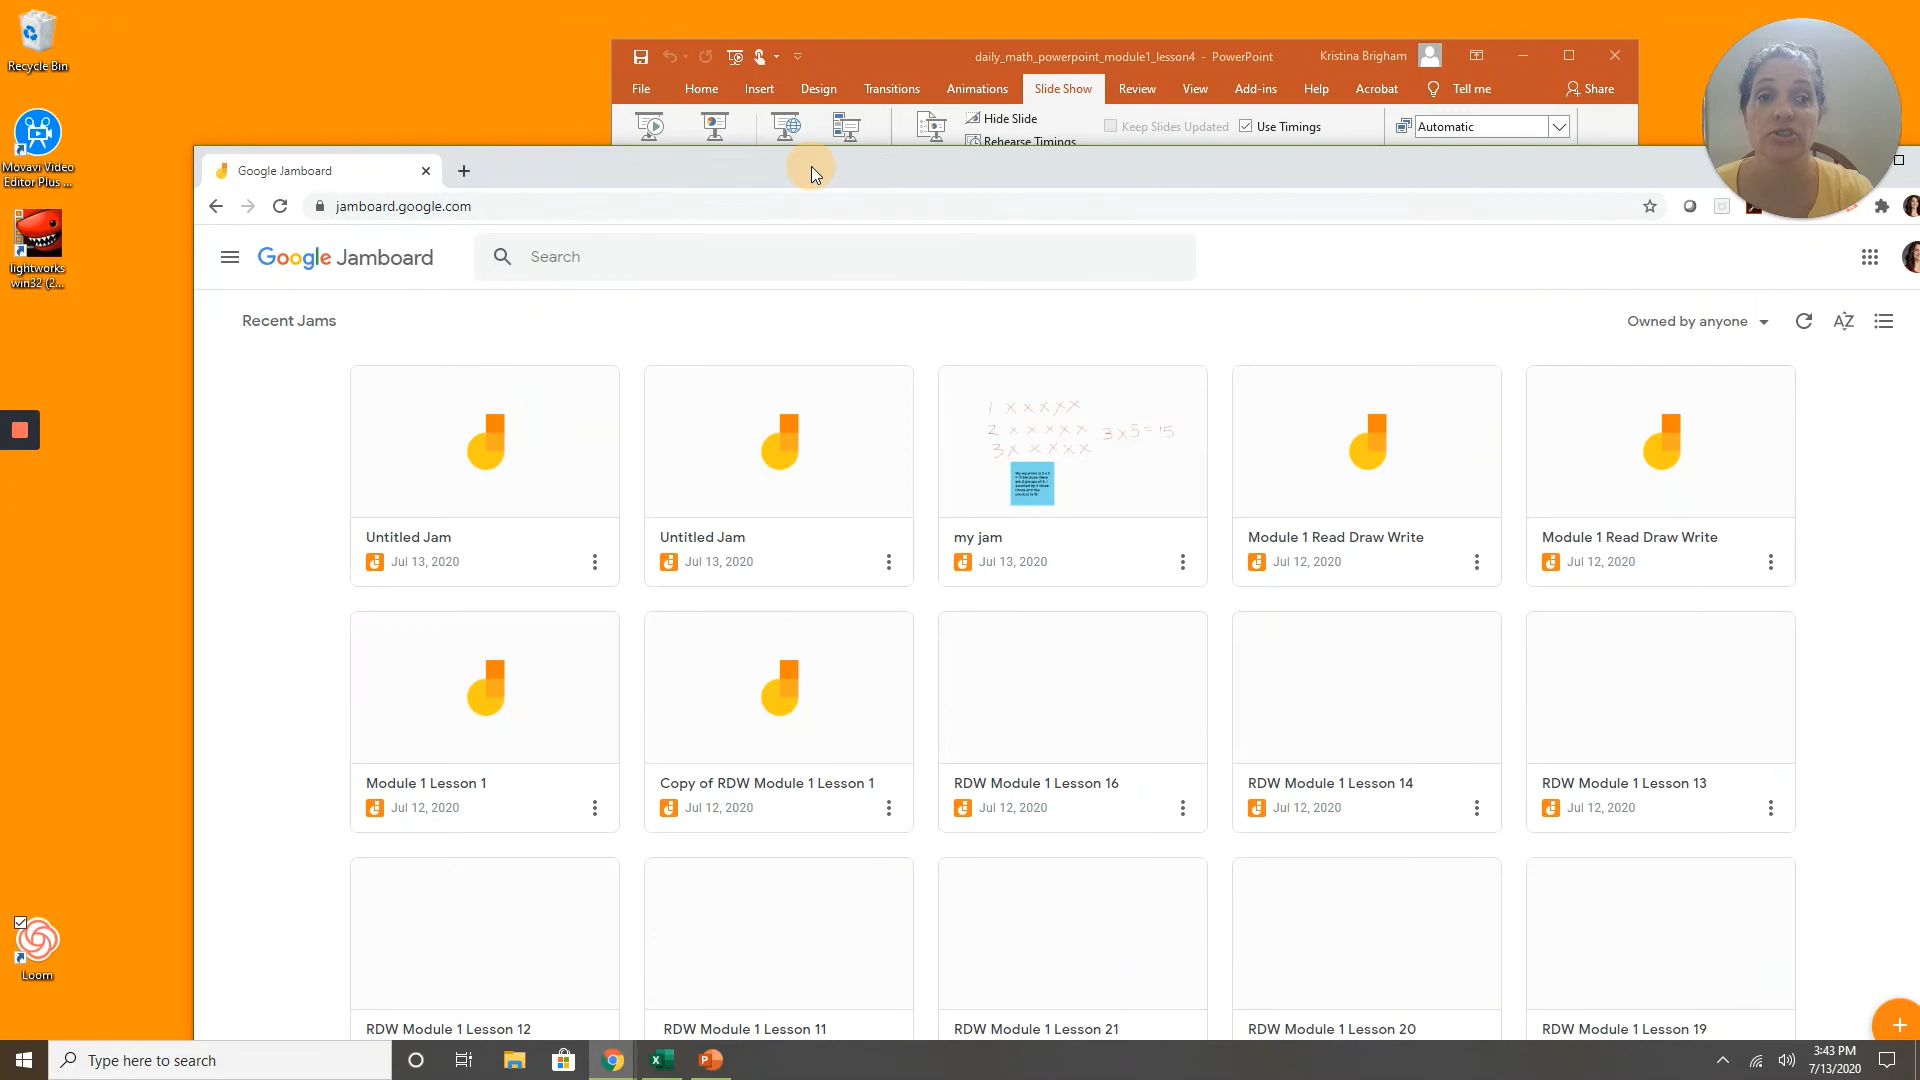 Recycle Bin
Movavi Video
Editor Plus ...
lightworks
win32 (2...
Loom
daily_math_powerpoint_module1_lesson4 - PowerPoint
Kristina Brigham
File Home Insert Design Transitions Animations Slide Show Review View Add-ins Help Acrobat Tell me Share
Hide Slide
Keep Slides Updated Use Timings Automatic
Rehearse Timings
Google Jamboard
jamboard.google.com
Google Jamboard
Search
Recent Jams
Owned by anyone
AZ
1 x x x x x
2 x x x x x 3x5=15
3x x x x x
Untitled Jam
Jul 13, 2020
Untitled Jam
Jul 13, 2020
my jam
Jul 13, 2020
Module 1 Read Draw Write
Jul 12, 2020
Module 1 Read Draw Write
Jul 12, 2020
Module 1 Lesson 1
Jul 12, 2020
Copy of RDW Module 1 Lesson 1
Jul 12, 2020
RDW Module 1 Lesson 16
Jul 12, 2020
RDW Module 1 Lesson 14
Jul 12, 2020
RDW Module 1 Lesson 13
Jul 12, 2020
RDW Module 1 Lesson 12
RDW Module 1 Lesson 11
RDW Module 1 Lesson 21
RDW Module 1 Lesson 20
RDW Module 1 Lesson 19
Type here to search
3:43 PM
7/13/2020